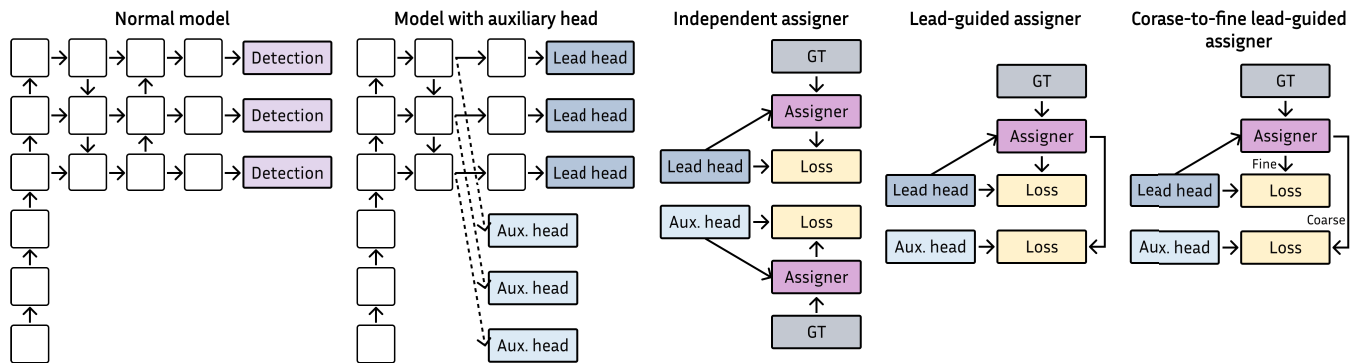 Normal model
Detection
Detection
Detection
Model with auxiliary head
Lead head
Lead head
Lead head
Aux. head
Aux. head
Aux. head
Independent assigner
GT
Assigner
Lead head
Loss
Aux. head
Loss
Assigner
GT
Lead-guided assigner
GT
Assigner
Lead head
Loss
Aux. head
Loss
Corase-to-fine lead-guided
assigner
GT
Assigner
Fine
Lead head
Loss
Coarse
Aux. head
Loss